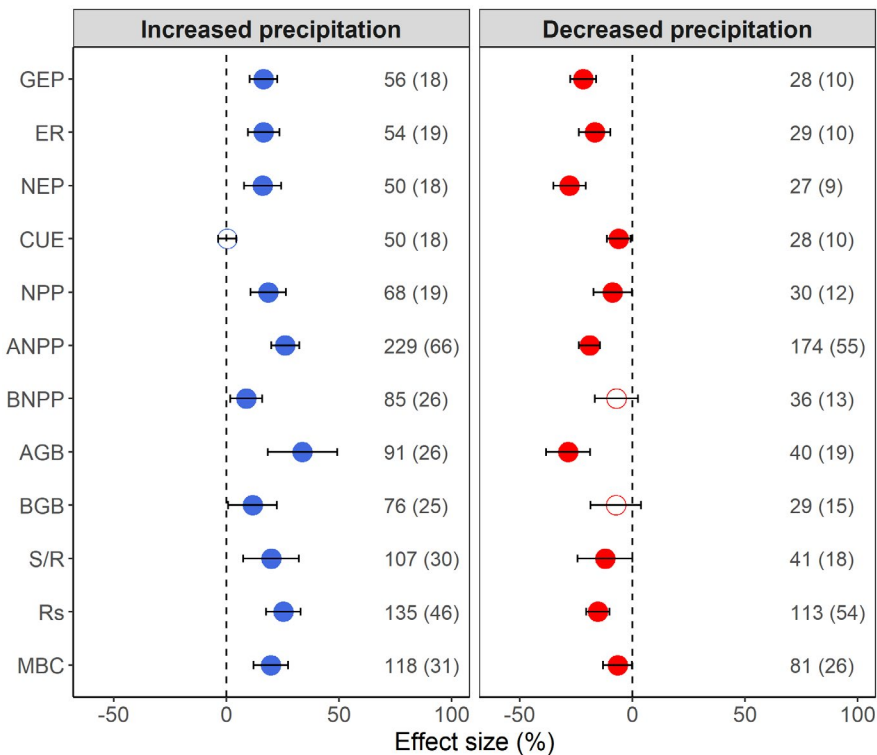 Increased precipitation Decreased precipitation
GEP 56 (18) 28 (10)
ER 54 (19) 29 (10)
NEP 50 (18) 27 (9)
CUE 50 (18) 28 (10)
NPP 68 (19) 30 (12)
ANPP 229 (66) 174 (55)
BNPP 85 (26) 36 (13)
AGB 91 (26) 40 (19)
BGB 76 (25) 29 (15)
S/R 107 (30) 41 (18)
Rs 135 (46) 113 (54)
MBC 118 (31) 81 (26)
-50 0 50 100 -50 0 50 100
Effect size (%)